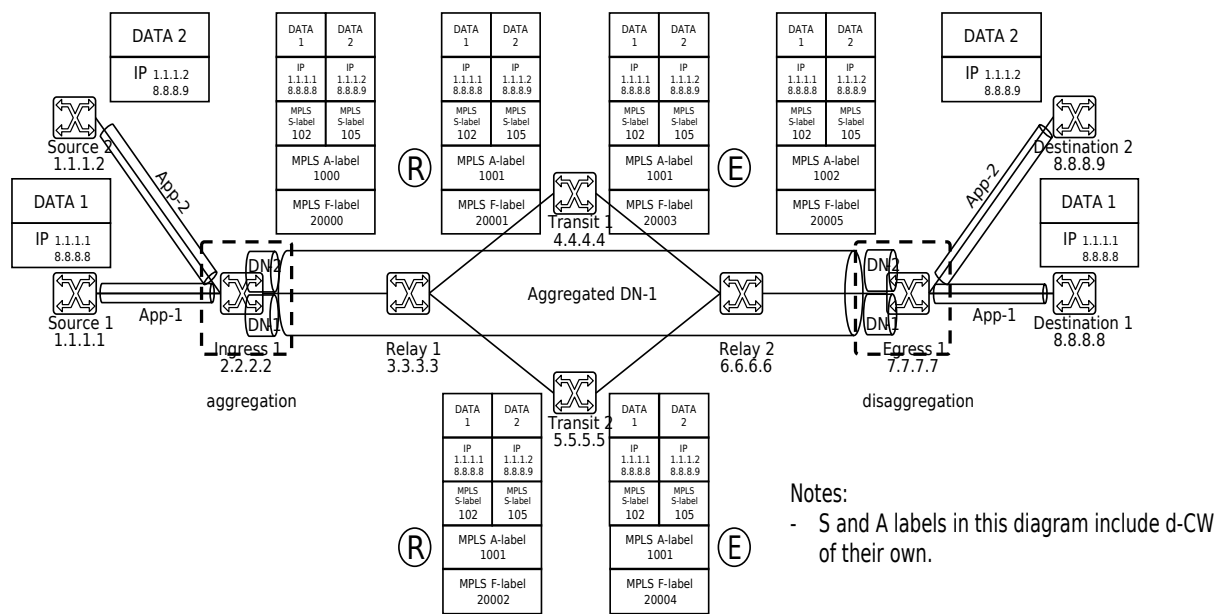 DATA 2
IP 1.1.1.2
8.8.8.9
DATA 1
DATA 2
IP 1.1.1.1 8.8.8.8
IP 1.1.1.2 8.8.8.9
MPLS S-label 102
MPLS S-label 105
MPLS A-label
1000
MPLS F-label
20000
R
DATA 1
DATA 2
IP 1.1.1.1 8.8.8.8
IP 1.1.1.2 8.8.8.9
MPLS S-label 102
MPLS S-label 105
MPLS A-label
1001
MPLS F-label
20001
DATA 1
DATA 2
IP 1.1.1.1 8.8.8.8
IP 1.1.1.2 8.8.8.9
MPLS S-label 102
MPLS S-label 105
MPLS A-label
1001
MPLS F-label
20003
E
DATA 1
DATA 2
IP 1.1.1.1 8.8.8.8
IP 1.1.1.2 8.8.8.9
MPLS S-label 102
MPLS S-label 105
MPLS A-label
1002
MPLS F-label
20005
DATA 2
IP 1.1.1.2
8.8.8.9
Source 2
1.1.1.2
App-2
DATA 1
IP 1.1.1.1
8.8.8.8
Source 1
1.1.1.1
App-1
DN-2
DN-1
Ingress 1
2.2.2.2
aggregation
Relay 1
3.3.3.3
Transit 1
4.4.4.4
Aggregated DN-1
Transit 2
5.5.5.5
Relay 2
6.6.6.6
DN-2
DN-1
Egress 1
7.7.7.7
disaggregation
App-2
Destination 2
8.8.8.9
DATA 1
IP 1.1.1.1
8.8.8.8
App-1
Destination 1
8.8.8.8
R
DATA 1
DATA 2
IP 1.1.1.1 8.8.8.8
IP 1.1.1.2 8.8.8.9
MPLS S-label 102
MPLS S-label 105
MPLS A-label
1001
MPLS F-label
20002
DATA 1
DATA 2
IP 1.1.1.1 8.8.8.8
IP 1.1.1.2 8.8.8.9
MPLS S-label 102
MPLS S-label 105
MPLS A-label
1001
MPLS F-label
20004
E
Notes:
- S and A labels in this diagram include d-CW
of their own.